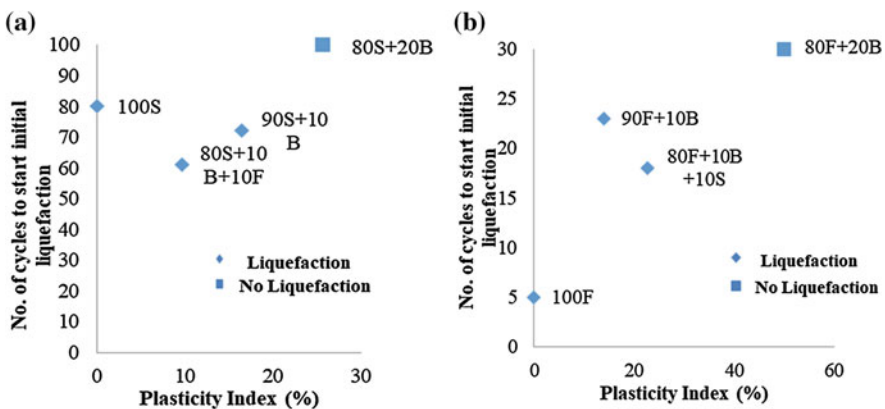 (a)
No. of cycles to start initial
liquefaction
100
90
80
70
60
50
40
30
20
10
0
0
10
20
30
Plasticity Index (%)
80S+20B
100S
90S+10
B
80S+10
B+10F
Liquefaction
No Liquefaction
(b)
No. of cycles to start initial
liquefaction
30
25
20
15
10
5
0
0
20
40
60
Plasticity Index (%)
80F+20B
90F+10B
80F+10B
+10S
100F
Liquefaction
No Liquefaction